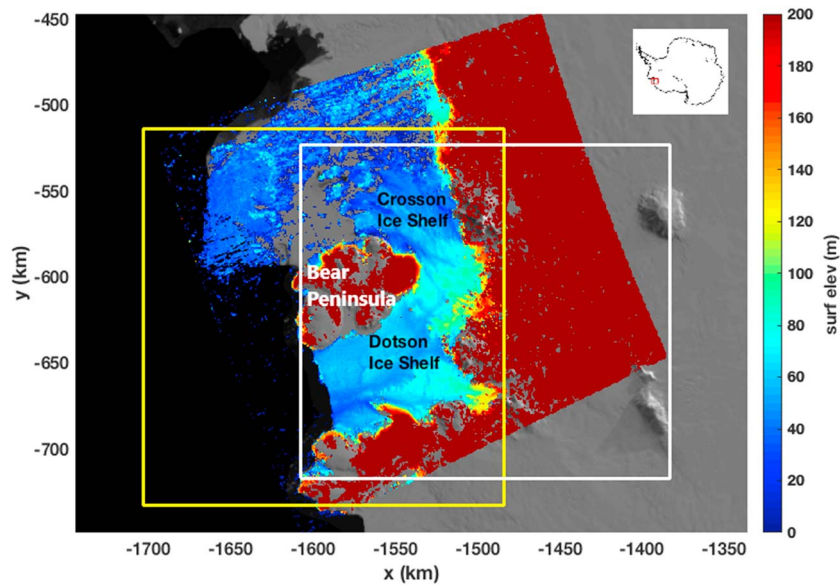 -450
-500
-550
-600
-650
-700
y (km)
Crosson
Ice Shelf
Bear
Peninsula
Dotson
Ice Shelf
-1700
-1650
-1600
-1550
-1500
-1450
-1400
-1350
x (km)
200
180
160
140
120
100
80
60
40
20
0
surf elev (m)